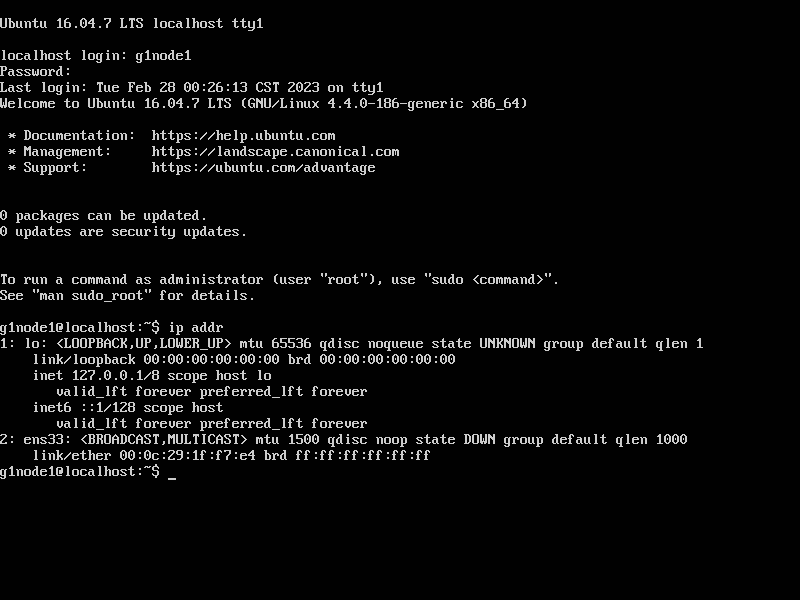 Ubuntu 16.04.7 LTS localhost tty1
localhost login: g1node1
Password:
Last login: Tue Feb 28 00:26:13 CST 2023 on tty1
Welcome to Ubuntu 16.04.7 LTS (GNU/Linux 4.4.0-186-generic x86_64)
 * Documentation:  https://help.ubuntu.com
 * Management:     https://landscape.canonical.com
 * Support:        https://ubuntu.com/advantage
0 packages can be updated.
0 updates are security updates.
To run a command as administrator (user "root"), use "sudo <command>".
See "man sudo_root" for details.
g1node1@localhost:~$ ip addr
1: lo: <LOOPBACK,UP,LOWER_UP> mtu 65536 qdisc noqueue state UNKNOWN group default qlen 1
    link/loopback 00:00:00:00:00:00 brd 00:00:00:00:00:00
    inet 127.0.0.1/8 scope host lo
       valid_lft forever preferred_lft forever
    inet6 ::1/128 scope host
       valid_lft forever preferred_lft forever
2: ens33: <BROADCAST,MULTICAST> mtu 1500 qdisc noop state DOWN group default qlen 1000
    link/ether 00:0c:29:1f:f7:e4 brd ff:ff:ff:ff:ff:ff
g1node1@localhost:~$ _